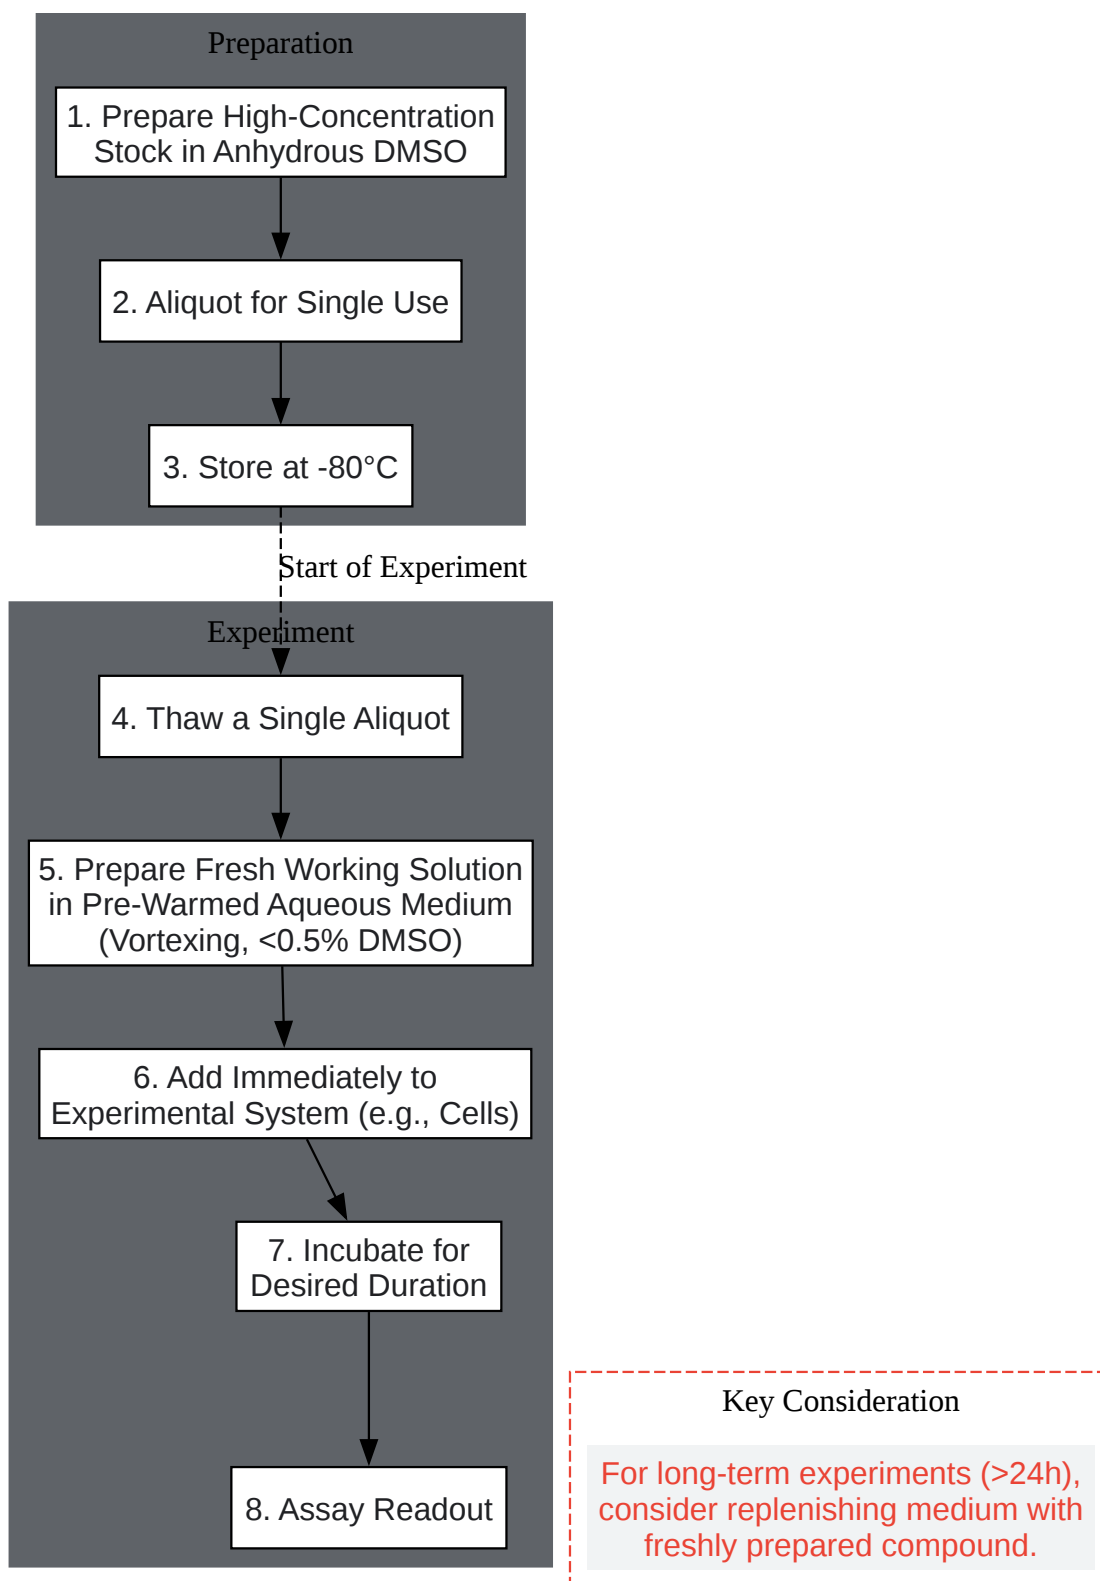 Preparation
1. Prepare High-Concentration
Stock in Anhydrous DMSO
2. Aliquot for Single Use
3. Store at -80°C
Start of Experiment
Experiment
4. Thaw a Single Aliquot
5. Prepare Fresh Working Solution
in Pre-Warmed Aqueous Medium
(Vortexing, <0.5% DMSO)
6. Add Immediately to
Experimental System (e.g., Cells)
7. Incubate for
Desired Duration
8. Assay Readout
Key Consideration
For long-term experiments (>24h),
consider replenishing medium with
freshly prepared compound.